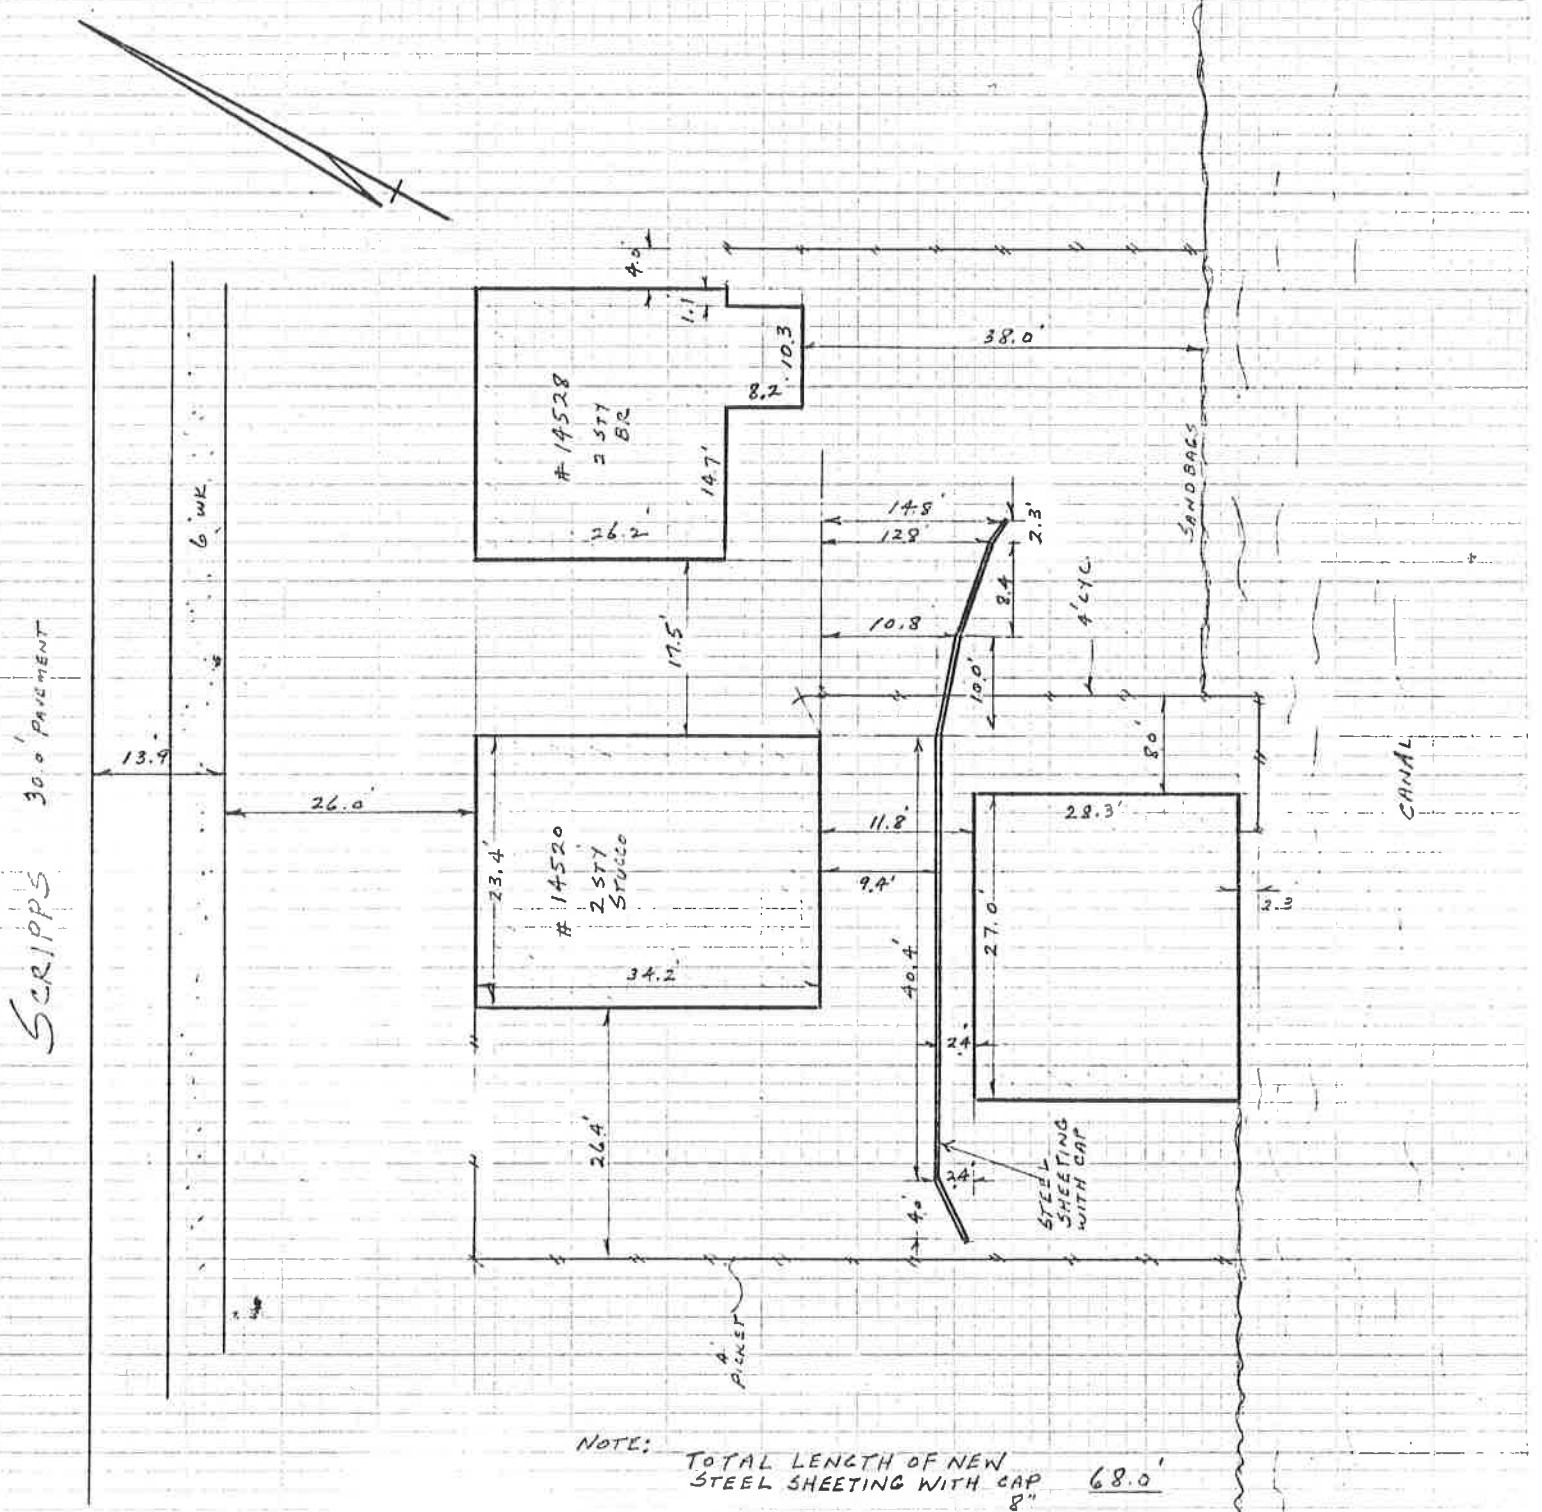 4.0'
1.1'
10.3
8.2
38.0'
# 14528
2 STY
BR
14.7'
26.2'
6' WK
SANDBAGS
14.8'
12.8'
2.3'
8.4
10.8
10.0'
4' CYC.
17.5'
SCRIPPS 30.0' PAVEMENT
13.9
26.0'
23.4'
# 14520
2 STY
STUCCO
34.2'
11.8
9.4'
8.0'
28.3'
27.0'
2.3
CANAL
40.4'
2.4
26.4'
2.4
4.0'
STEEL
SHEETING
WITH CAP
4'
PICKET
NOTE:
TOTAL LENGTH OF NEW
STEEL SHEETING WITH CAP 68.0'
8"